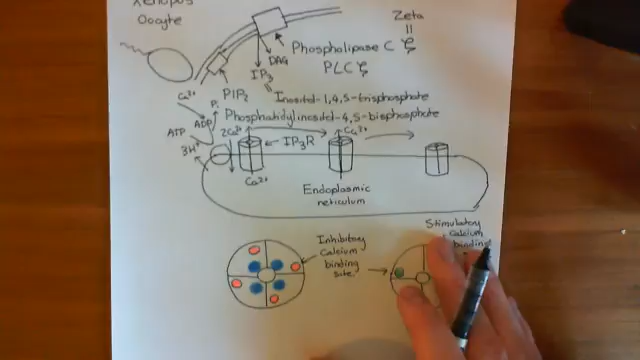 Xenopus
Oocyte
Zeta
=
ζ
Phospholipase C
PLCζ
DAG
IP3
=
Inositol-1,4,5-trisphosphate
PIP2
Phosphatidylinositol-4,5-bisphosphate
Ca2+
Pi
ADP
ATP
3H+
2Ca2+
IP3R
Ca2+
Ca2+
Endoplasmic
reticulum
Inhibitory
Calcium
binding
site
Stimulatory
Calcium
binding